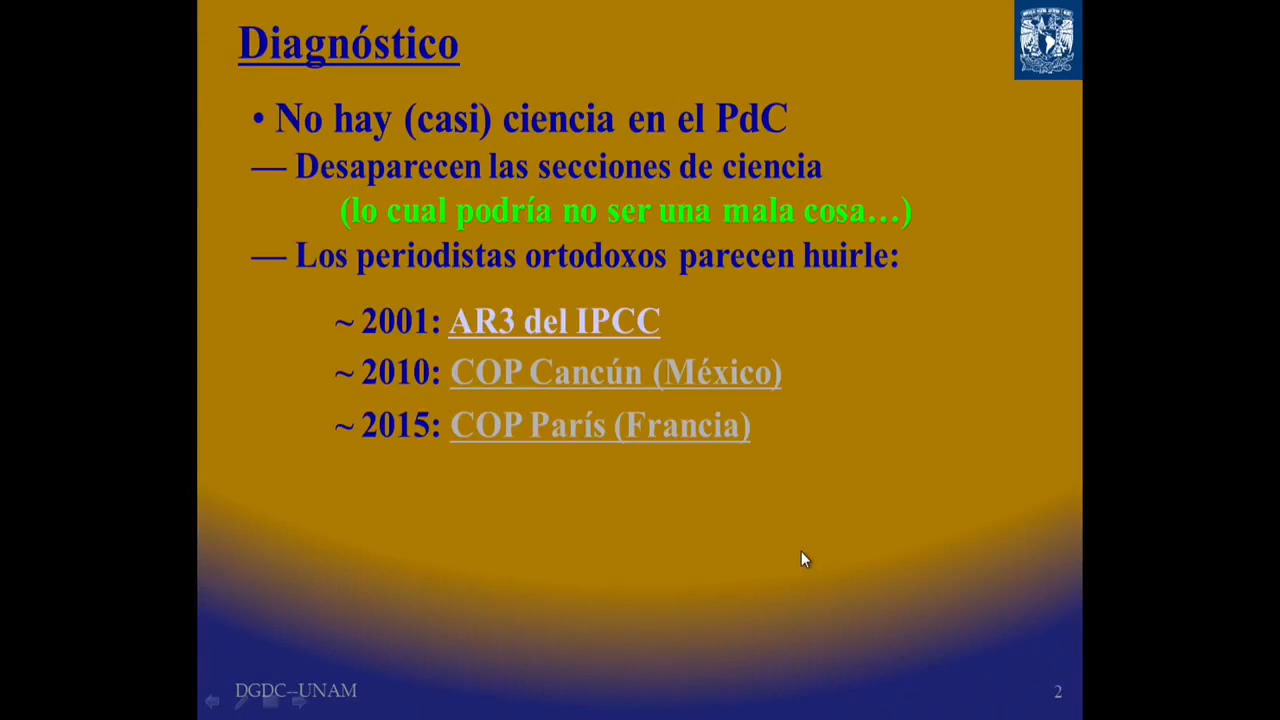 Diagnóstico
• No hay (casi) ciencia en el PdC
— Desaparecen las secciones de ciencia
(lo cual podría no ser una mala cosa…)
— Los periodistas ortodoxos parecen huirle:
~ 2001: AR3 del IPCC
~ 2010: COP Cancún (México)
~ 2015: COP París (Francia)
DGDC--UNAM
2